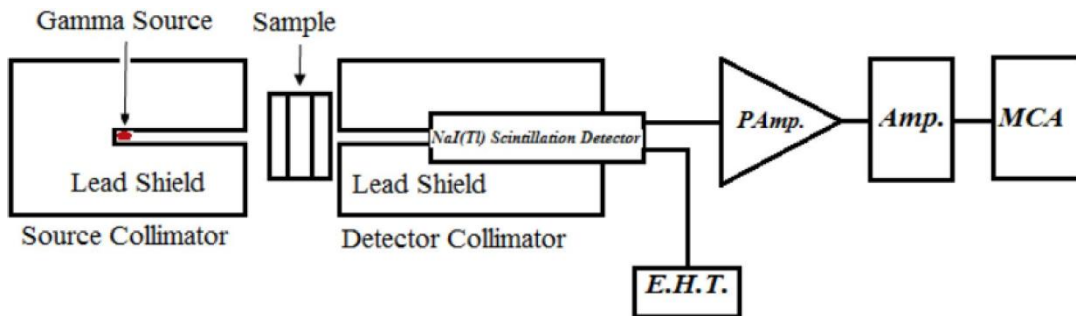 Gamma Source
Sample
Lead Shield
Source Collimator
NaI(Tl) Scintillation Detector
Lead Shield
Detector Collimator
PAmp.
Amp.
MCA
E.H.T.